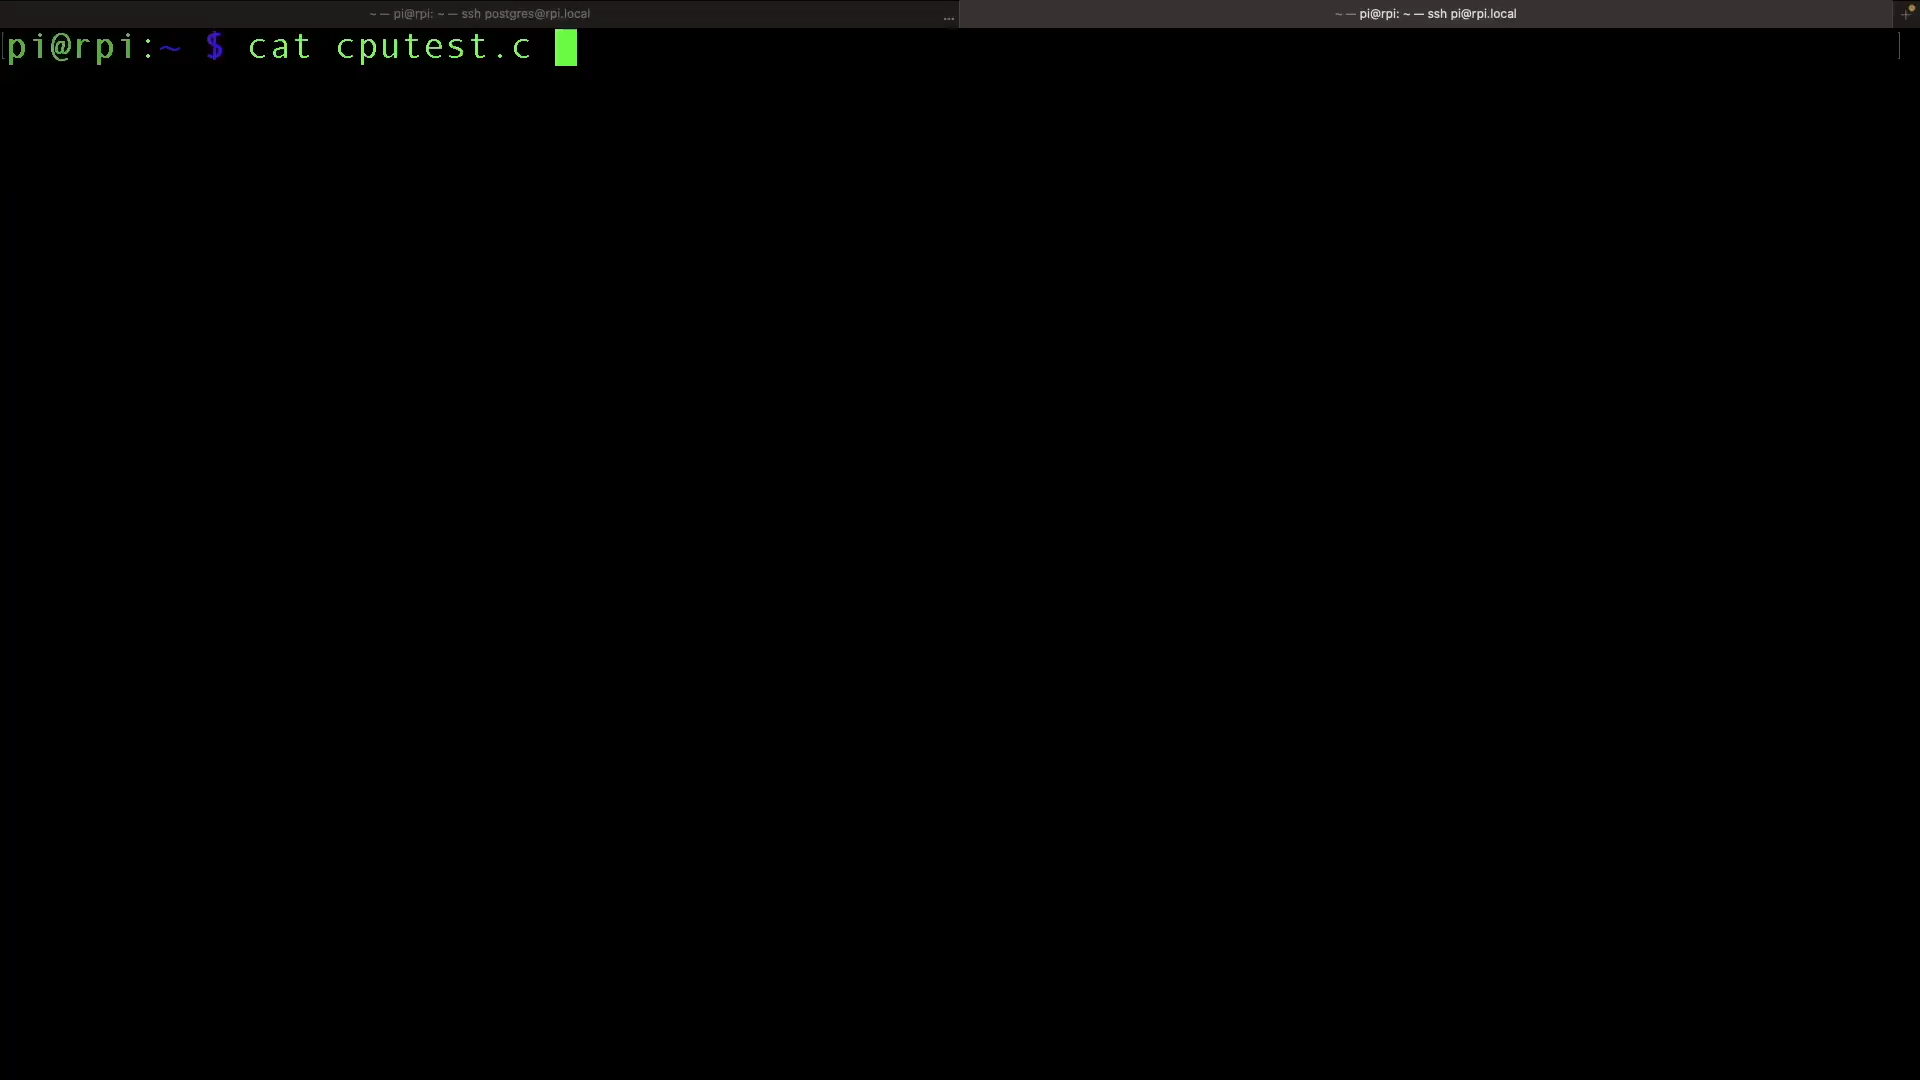 ~ — pi@rpi: ~ — ssh postgres@rpi.local ... ~ — pi@rpi: ~ — ssh pi@rpi.local +
pi@rpi:~ $ cat cputest.c